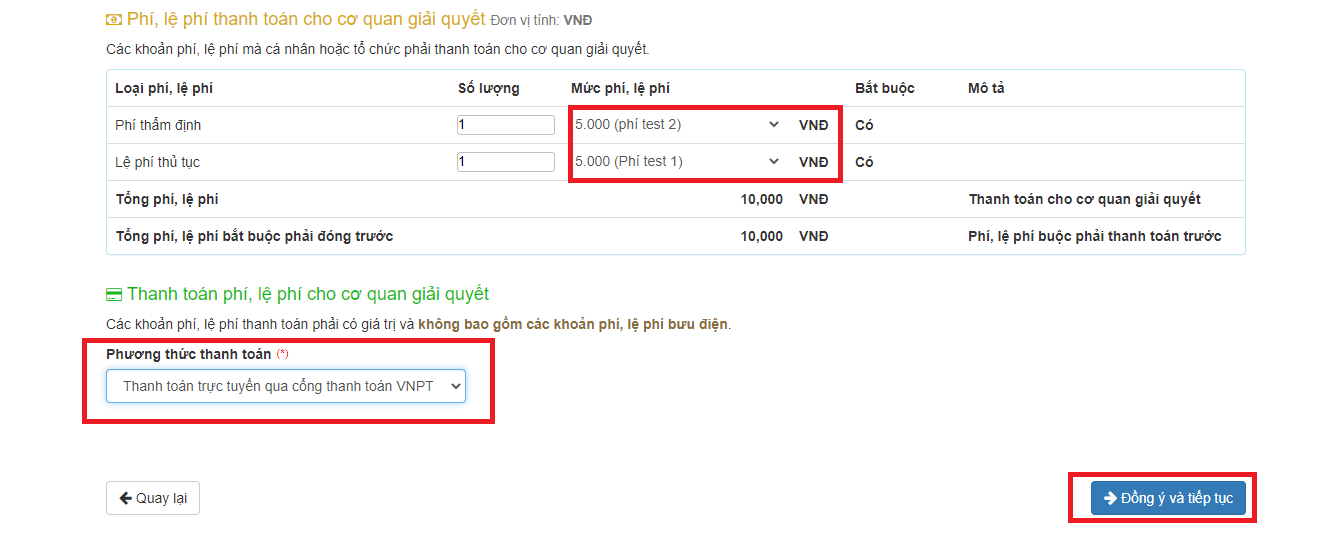 Phí, lệ phí thanh toán cho cơ quan giải quyết Đơn vị tính: VNĐ
Các khoản phí, lệ phí mà cá nhân hoặc tổ chức phải thanh toán cho cơ quan giải quyết.
Loại phí, lệ phí Số lượng Mức phí, lệ phí Bắt buộc Mô tả
Phí thẩm định 1 5.000 (phí test 2) VNĐ Có
Lệ phí thủ tục 1 5.000 (Phí test 1) VNĐ Có
Tổng phí, lệ phí 10,000 VNĐ Thanh toán cho cơ quan giải quyết
Tổng phí, lệ phí bắt buộc phải đóng trước 10,000 VNĐ Phí, lệ phí buộc phải thanh toán trước
Thanh toán phí, lệ phí cho cơ quan giải quyết
Các khoản phí, lệ phí thanh toán phải có giá trị và không bao gồm các khoản phí, lệ phí bưu điện.
Phương thức thanh toán (*)
Thanh toán trực tuyến qua cổng thanh toán VNPT
Quay lại Đồng ý và tiếp tục